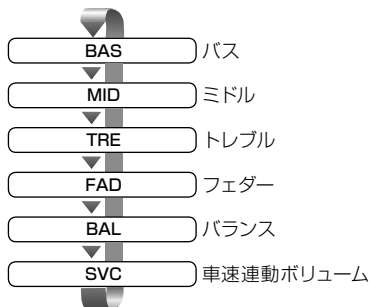 BAS バス
MID ミドル
TRE トレブル
FAD フェダー
BAL バランス
SVC 車速連動ボリューム